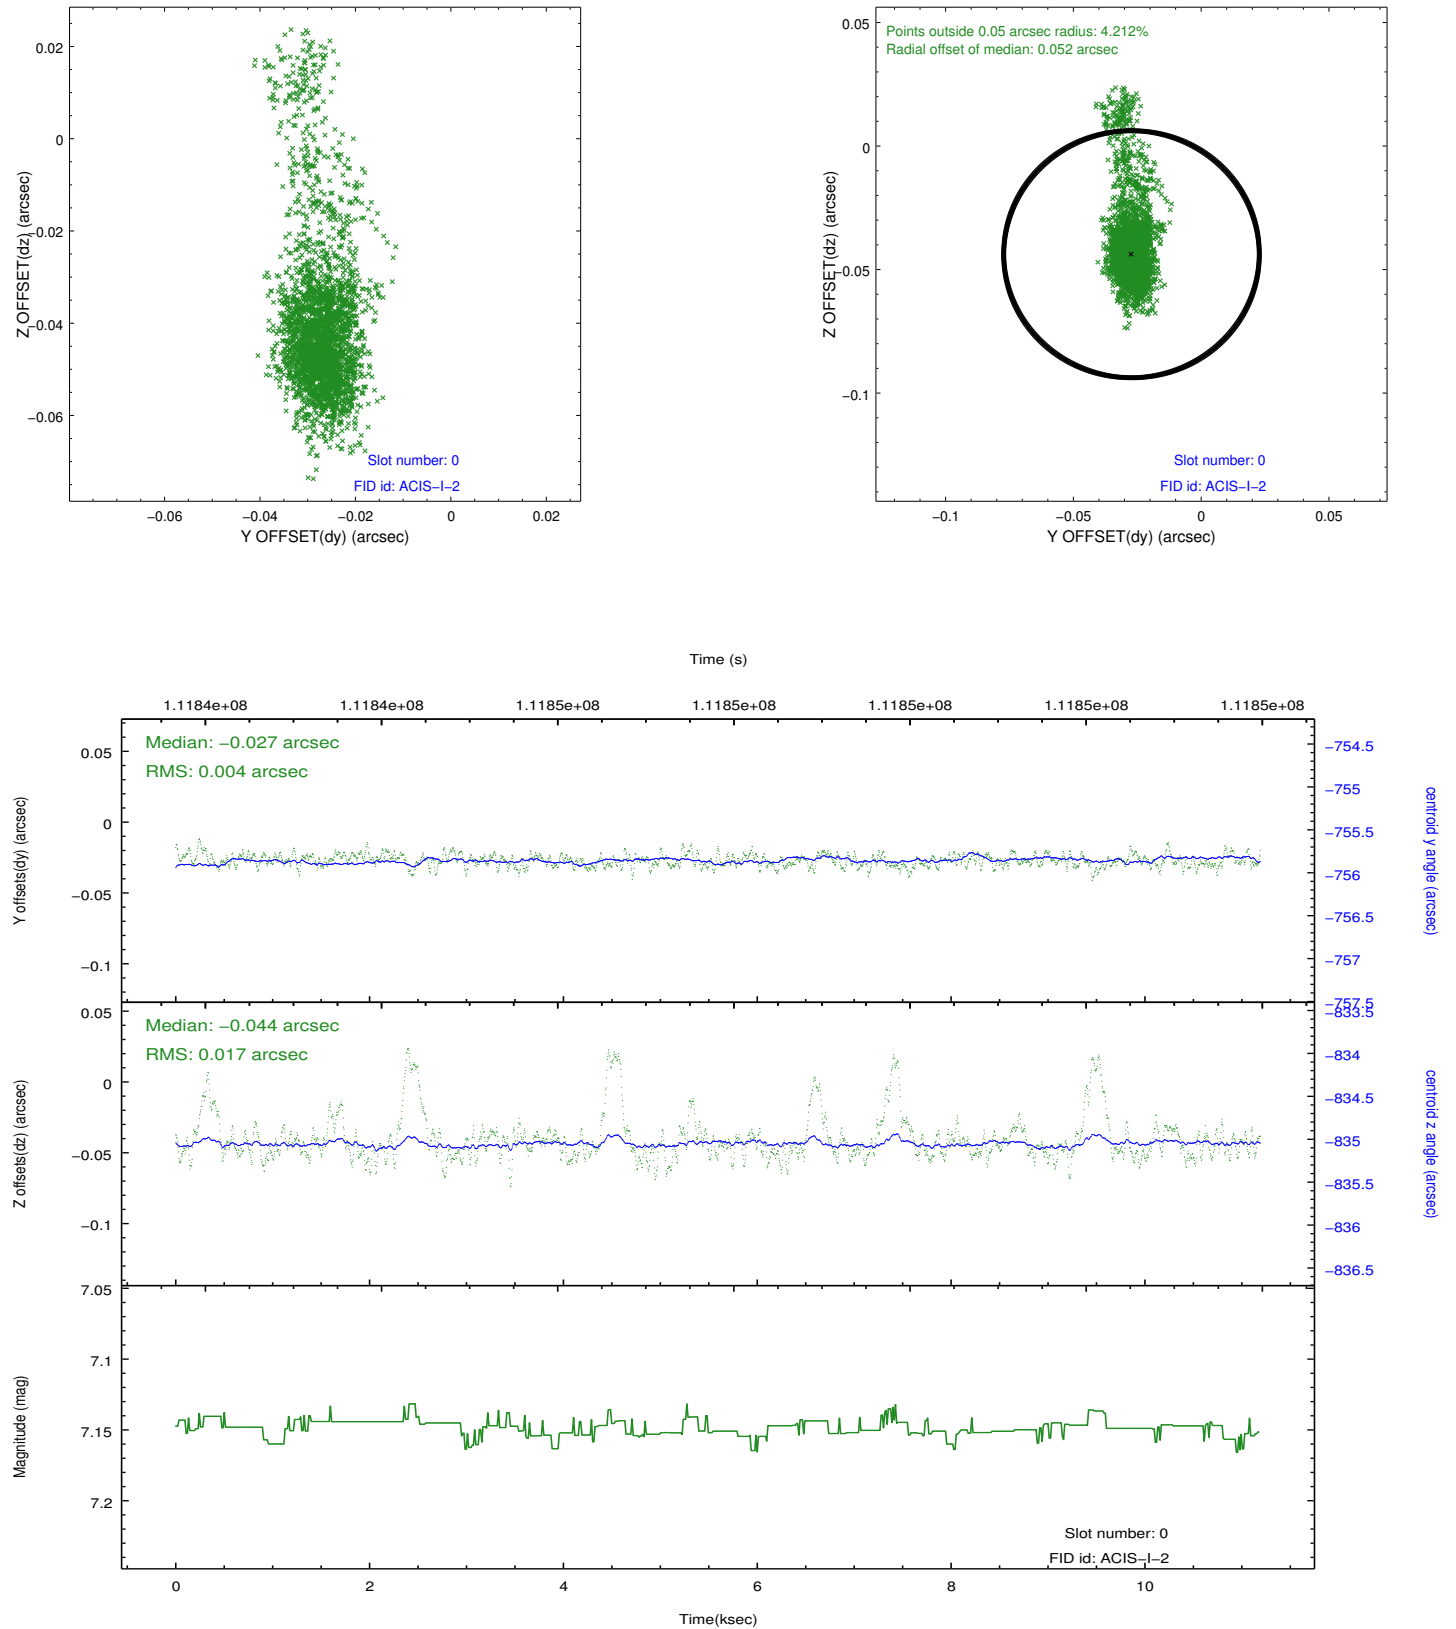 0.02
0
−0.02
−0.04
−0.06
Z OFFSET(dz) (arcsec)
Slot number: 0
FID id: ACIS−I−2
−0.06
−0.04
−0.02
0
0.02
Y OFFSET(dy) (arcsec)
Points outside 0.05 arcsec radius: 4.212%
Radial offset of median: 0.052 arcsec
0.05
0
−0.05
−0.1
Z OFFSET(dz) (arcsec)
Slot number: 0
FID id: ACIS−I−2
−0.1
−0.05
0
0.05
Y OFFSET(dy) (arcsec)
Time (s)
1.1184e+08
1.1184e+08
1.1185e+08
1.1185e+08
1.1185e+08
1.1185e+08
1.1185e+08
Median: −0.027 arcsec
RMS: 0.004 arcsec
0.05
0
−0.05
−0.1
Y offsets(dy) (arcsec)
−754.5
−755
−755.5
−756
−756.5
−757
−757.5
centroid y angle (arcsec)
Median: −0.044 arcsec
RMS: 0.017 arcsec
0.05
0
−0.05
−0.1
Z offsets(dz) (arcsec)
−833.5
−834
−834.5
−835
−835.5
−836
−836.5
centroid z angle (arcsec)
7.05
7.1
7.15
7.2
Magnitude (mag)
Slot number: 0
FID id: ACIS−I−2
0
2
4
6
8
10
Time(ksec)